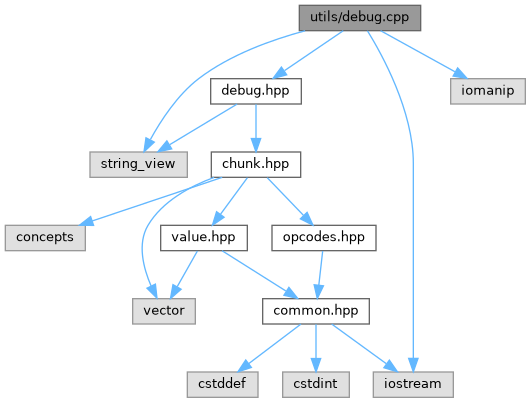 utils/debug.cpp
debug.hpp
iomanip
string_view
chunk.hpp
concepts
value.hpp
opcodes.hpp
vector
common.hpp
cstddef
cstdint
iostream